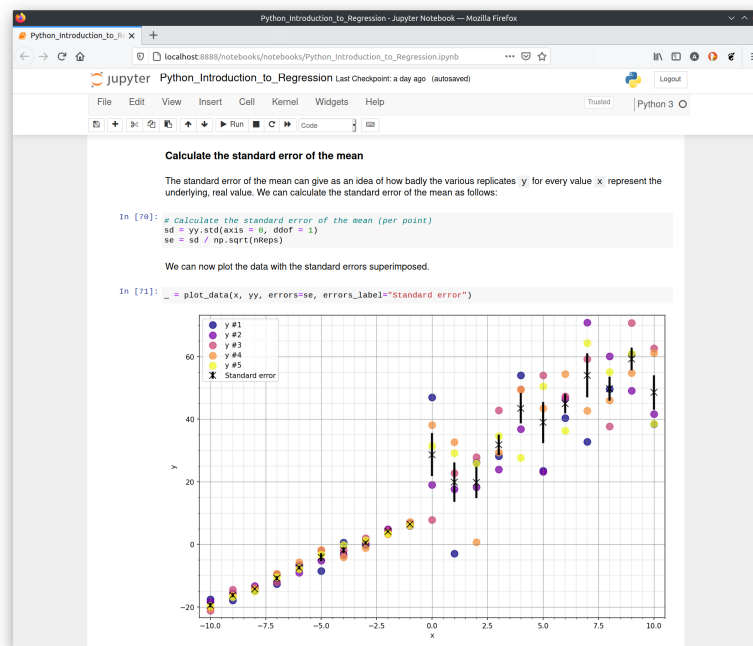 Python_Introduction_to_Regression - Jupyter Notebook — Mozilla Firefox
Python_Introduction_to_Re
localhost:8888/notebooks/notebooks/Python_Introduction_to_Regression.ipynb
jupyter Python_Introduction_to_Regression Last Checkpoint: a day ago (autosaved)
Logout
File Edit View Insert Cell Kernel Widgets Help
Trusted
Python 3
Run
Code
Calculate the standard error of the mean
The standard error of the mean can give as an idea of how badly the various replicates y for every value x represent the
underlying, real value. We can calculate the standard error of the mean as follows:
In [70]:
# Calculate the standard error of the mean (per point)
sd = yy.std(axis = 0, ddof = 1)
se = sd / np.sqrt(nReps)
We can now plot the data with the standard errors superimposed.
In [71]:
_ = plot_data(x, yy, errors=se, errors_label="Standard error")
y #1
y #2
y #3
y #4
y #5
Standard error
60
40
20
0
−20
y
−10.0 −7.5 −5.0 −2.5 0.0 2.5 5.0 7.5 10.0
x